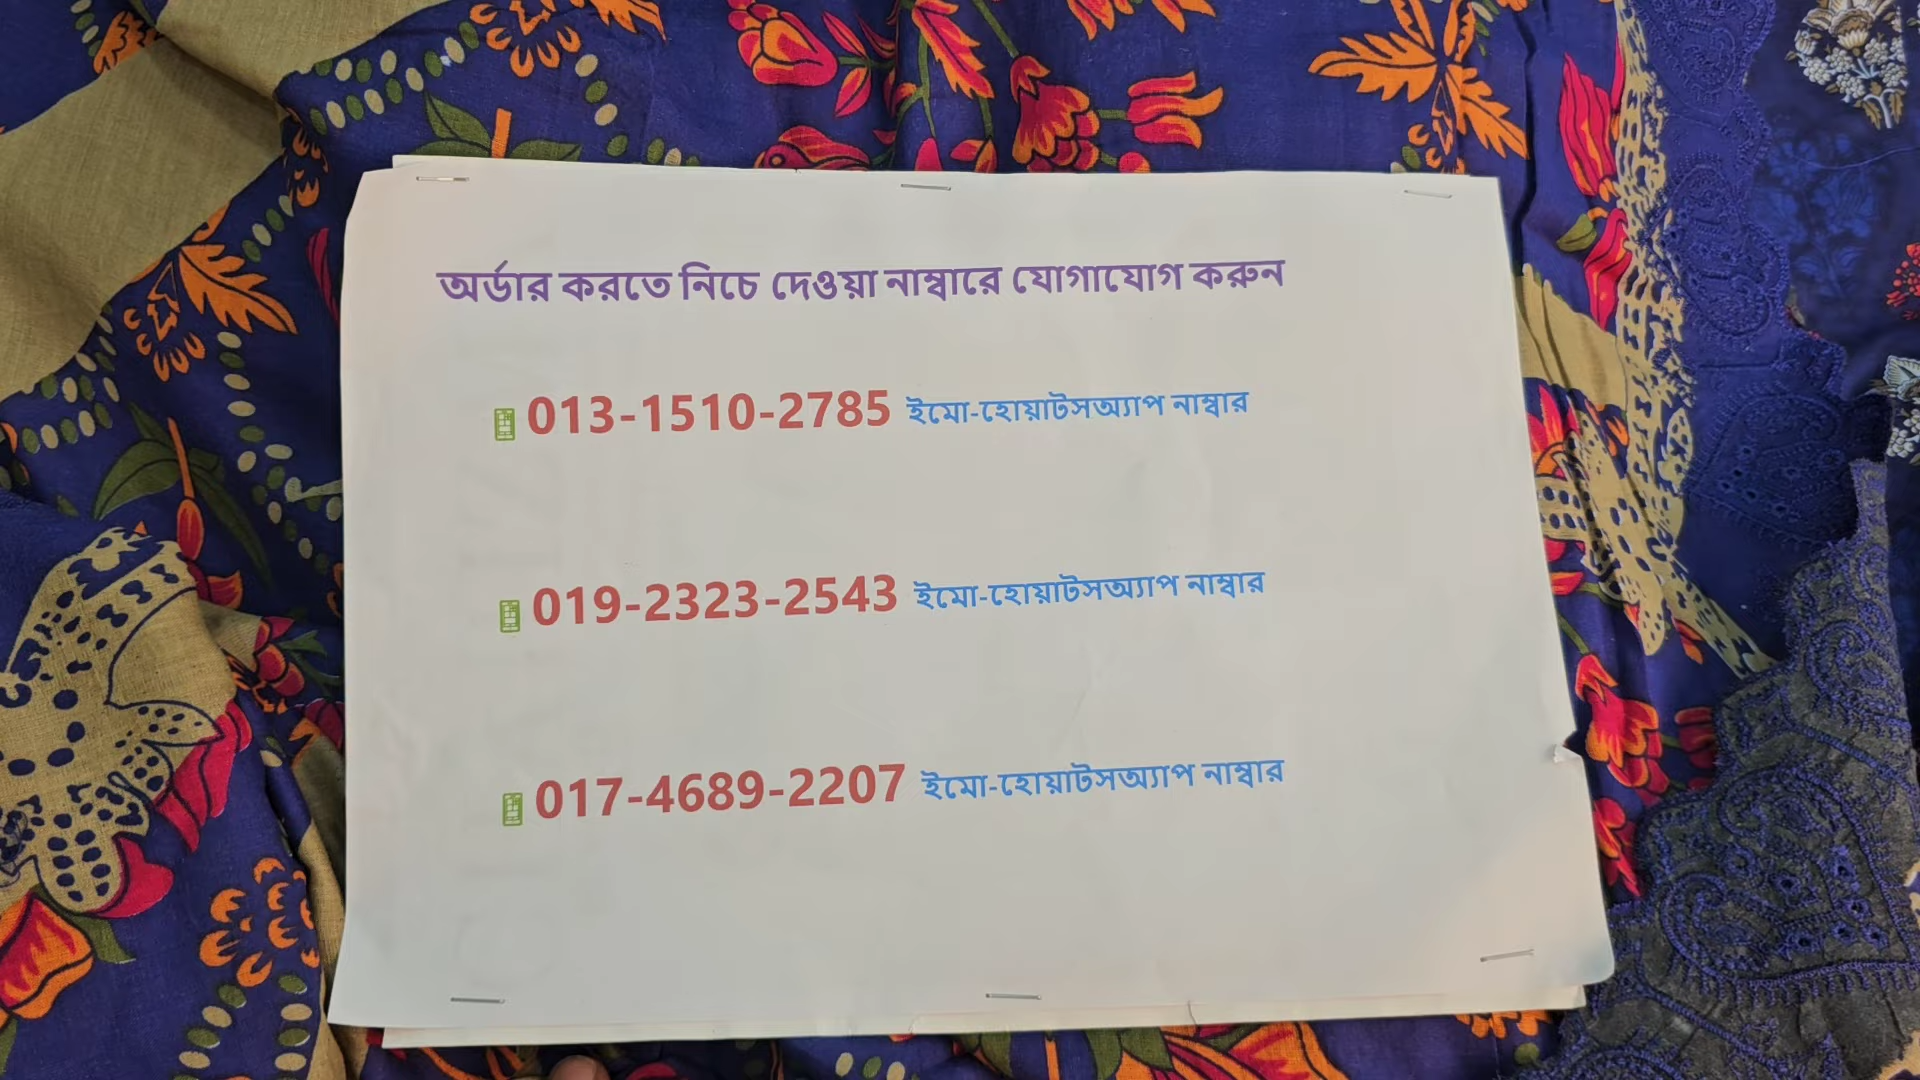 অর্ডার করতে নিচে দেওয়া নাম্বারে যোগাযোগ করুন
013-1510-2785 ইমো-হোয়াটসঅ্যাপ নাম্বার
019-2323-2543 ইমো-হোয়াটসঅ্যাপ নাম্বার
017-4689-2207 ইমো-হোয়াটসঅ্যাপ নাম্বার